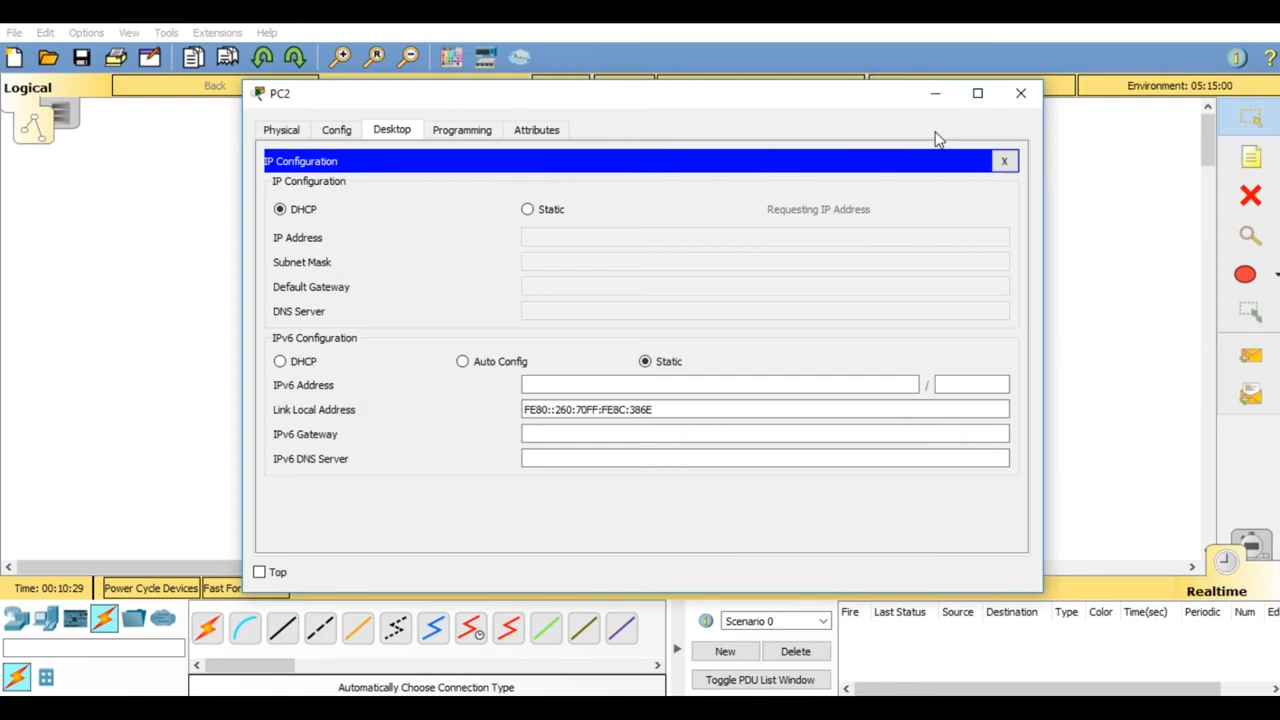 File Edit Options View Tools Extensions Help
Logical
Back
Environment: 05:15:00
PC2
Physical Config Desktop Programming Attributes
IP Configuration X
IP Configuration
DHCP Static Requesting IP Address
IP Address
Subnet Mask
Default Gateway
DNS Server
IPv6 Configuration
DHCP Auto Config Static
IPv6 Address /
Link Local Address FE80::260:70FF:FE8C:386E
IPv6 Gateway
IPv6 DNS Server
Top
Time: 00:10:29 Power Cycle Devices Fast For
Realtime
Fire Last Status Source Destination Type Color Time(sec) Periodic Num Ed
Scenario 0
New Delete
Toggle PDU List Window
Automatically Choose Connection Type